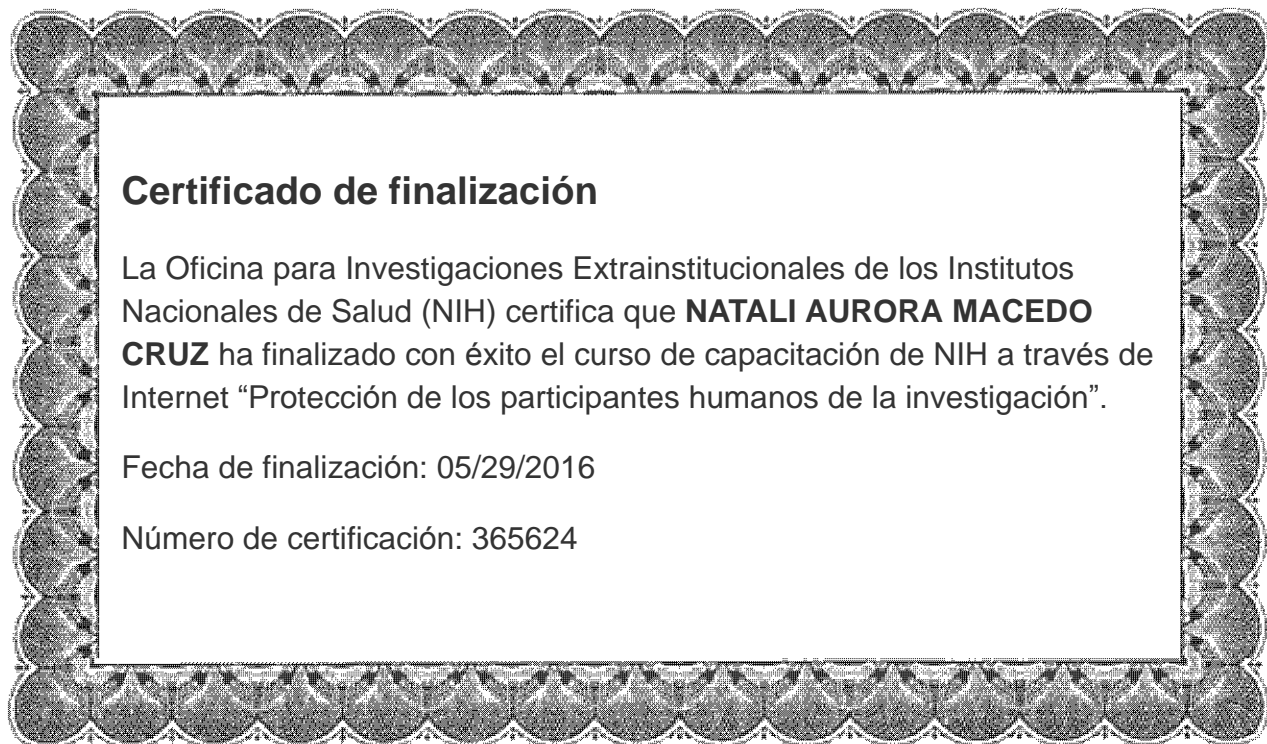 Certificado de finalización
La Oficina para Investigaciones Extrainstitucionales de los Institutos
Nacionales de Salud (NIH) certifica que NATALI AURORA MACEDO
CRUZ ha finalizado con éxito el curso de capacitación de NIH a través de
Internet “Protección de los participantes humanos de la investigación”.
Fecha de finalización: 05/29/2016
Número de certificación: 365624